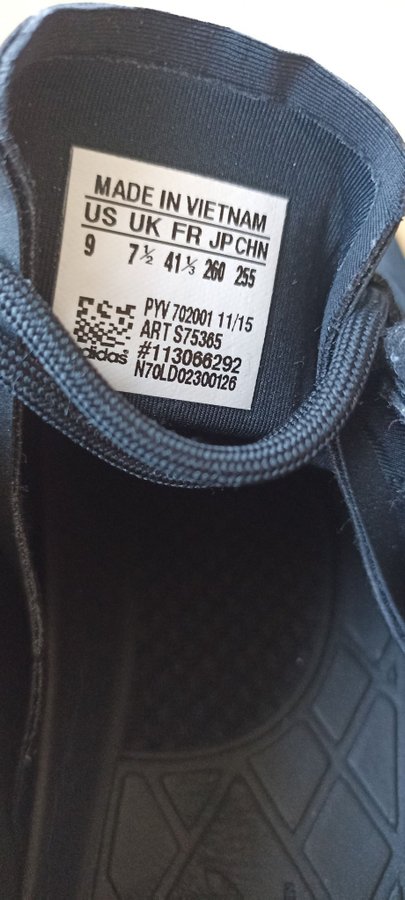 MADE IN VIETNAM
US UK FR JP CHN
9 7½ 41⅓ 260 255
PYV 702001 11/15
ART S75365
#113066292
adidas N70LD02300126